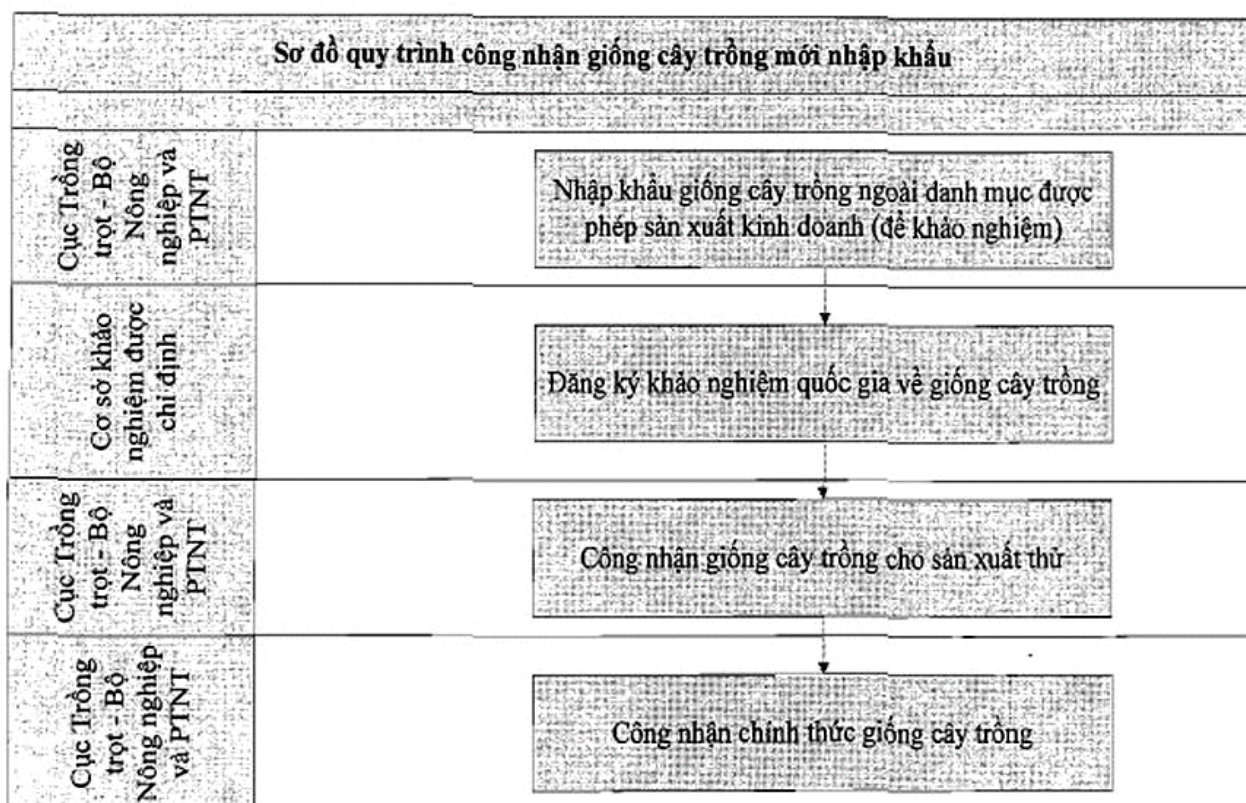 Sơ đồ quy trình công nhận giống cây trồng mới nhập khẩu
Cục Trồng
trọt - Bộ
Nông
nghiệp và
PTNT
Nhập khẩu giống cây trồng ngoài danh mục được
phép sản xuất kinh doanh (để khảo nghiệm)
Cơ sở khảo
nghiệm được
chỉ định
Đăng ký khảo nghiệm quốc gia về giống cây trồng
Cục Trồng
trọt - Bộ
Nông
nghiệp và
PTNT
Công nhận giống cây trồng cho sản xuất thử
Cục Trồng
trọt - Bộ
Nông nghiệp
và PTNT
Công nhận chính thức giống cây trồng